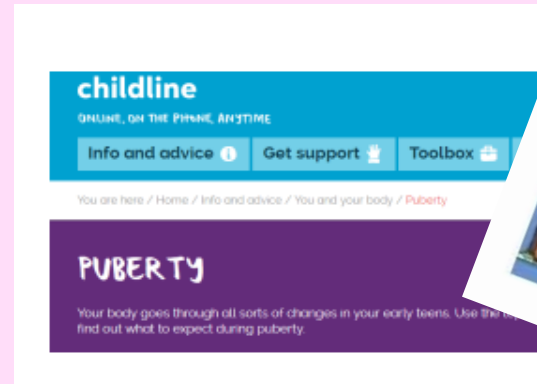 childline
ONLINE, ON THE PHONE, ANYTIME
Info and advice Get support Toolbox
You are here / Home / Info and advice / You and your body / Puberty
PUBERTY
Your body goes through all sorts of changes in your early teens. Use the
find out what to expect during puberty.